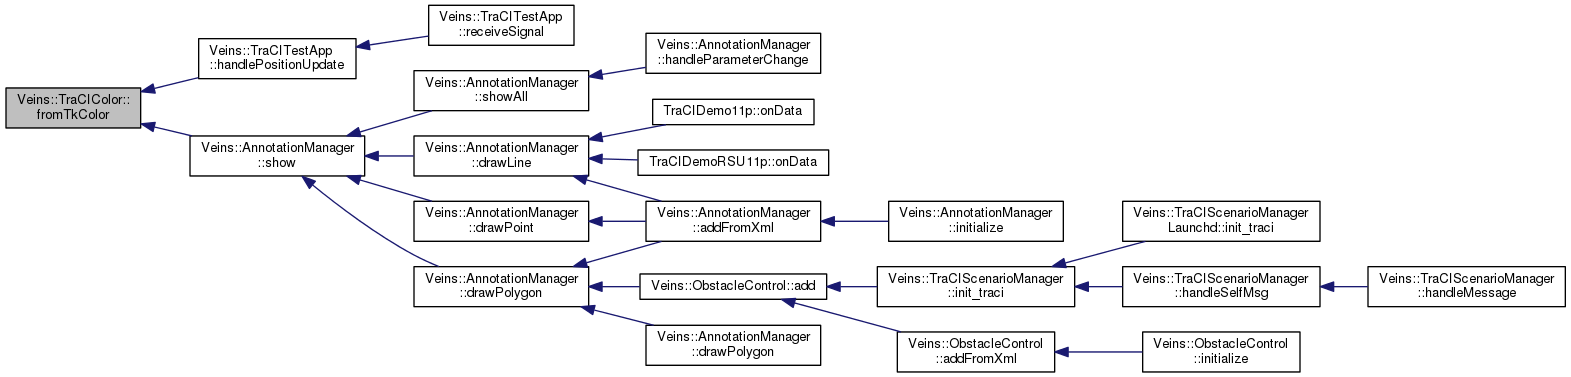 Veins::TraCIColor::
fromTkColor
Veins::TraCITestApp
::handlePositionUpdate
Veins::TraCITestApp
::receiveSignal
Veins::AnnotationManager
::show
Veins::AnnotationManager
::showAll
Veins::AnnotationManager
::handleParameterChange
Veins::AnnotationManager
::drawLine
TraCIDemo11p::onData
TraCIDemoRSU11p::onData
Veins::AnnotationManager
::drawPoint
Veins::AnnotationManager
::addFromXml
Veins::AnnotationManager
::initialize
Veins::AnnotationManager
::drawPolygon
Veins::ObstacleControl::add
Veins::TraCIScenarioManager
::init_traci
Veins::TraCIScenarioManager
Launchd::init_traci
Veins::TraCIScenarioManager
::handleSelfMsg
Veins::TraCIScenarioManager
::handleMessage
Veins::AnnotationManager
::drawPolygon
Veins::ObstacleControl
::addFromXml
Veins::ObstacleControl
::initialize